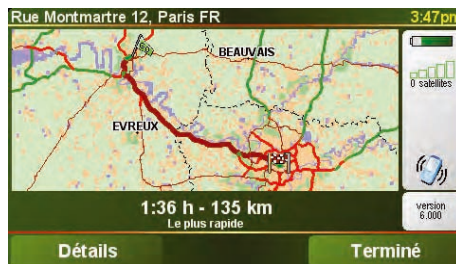 Rue Montmartre 12, Paris FR 3:47pm
BEAUVAIS
0 satellites
EVREUX
1:36 h - 135 km
Le plus rapide
version
6.000
Détails Terminé